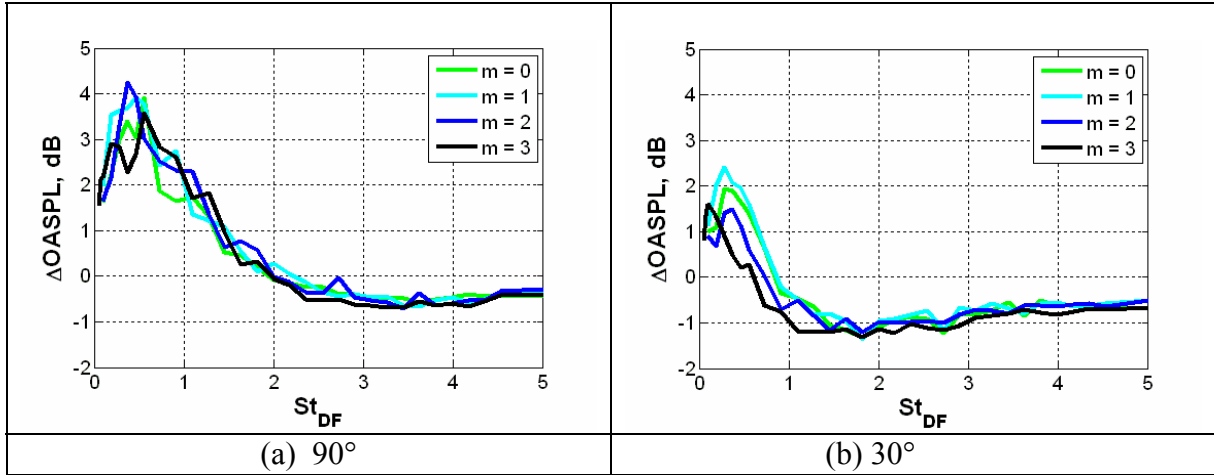 5
4
3
2
1
0
-1
-2
ΔOASPL, dB
m = 0
m = 1
m = 2
m = 3
0 1 2 3 4 5
St_DF
5
4
3
2
1
0
-1
-2
ΔOASPL, dB
m = 0
m = 1
m = 2
m = 3
0 1 2 3 4 5
St_DF
(a) 90°
(b) 30°